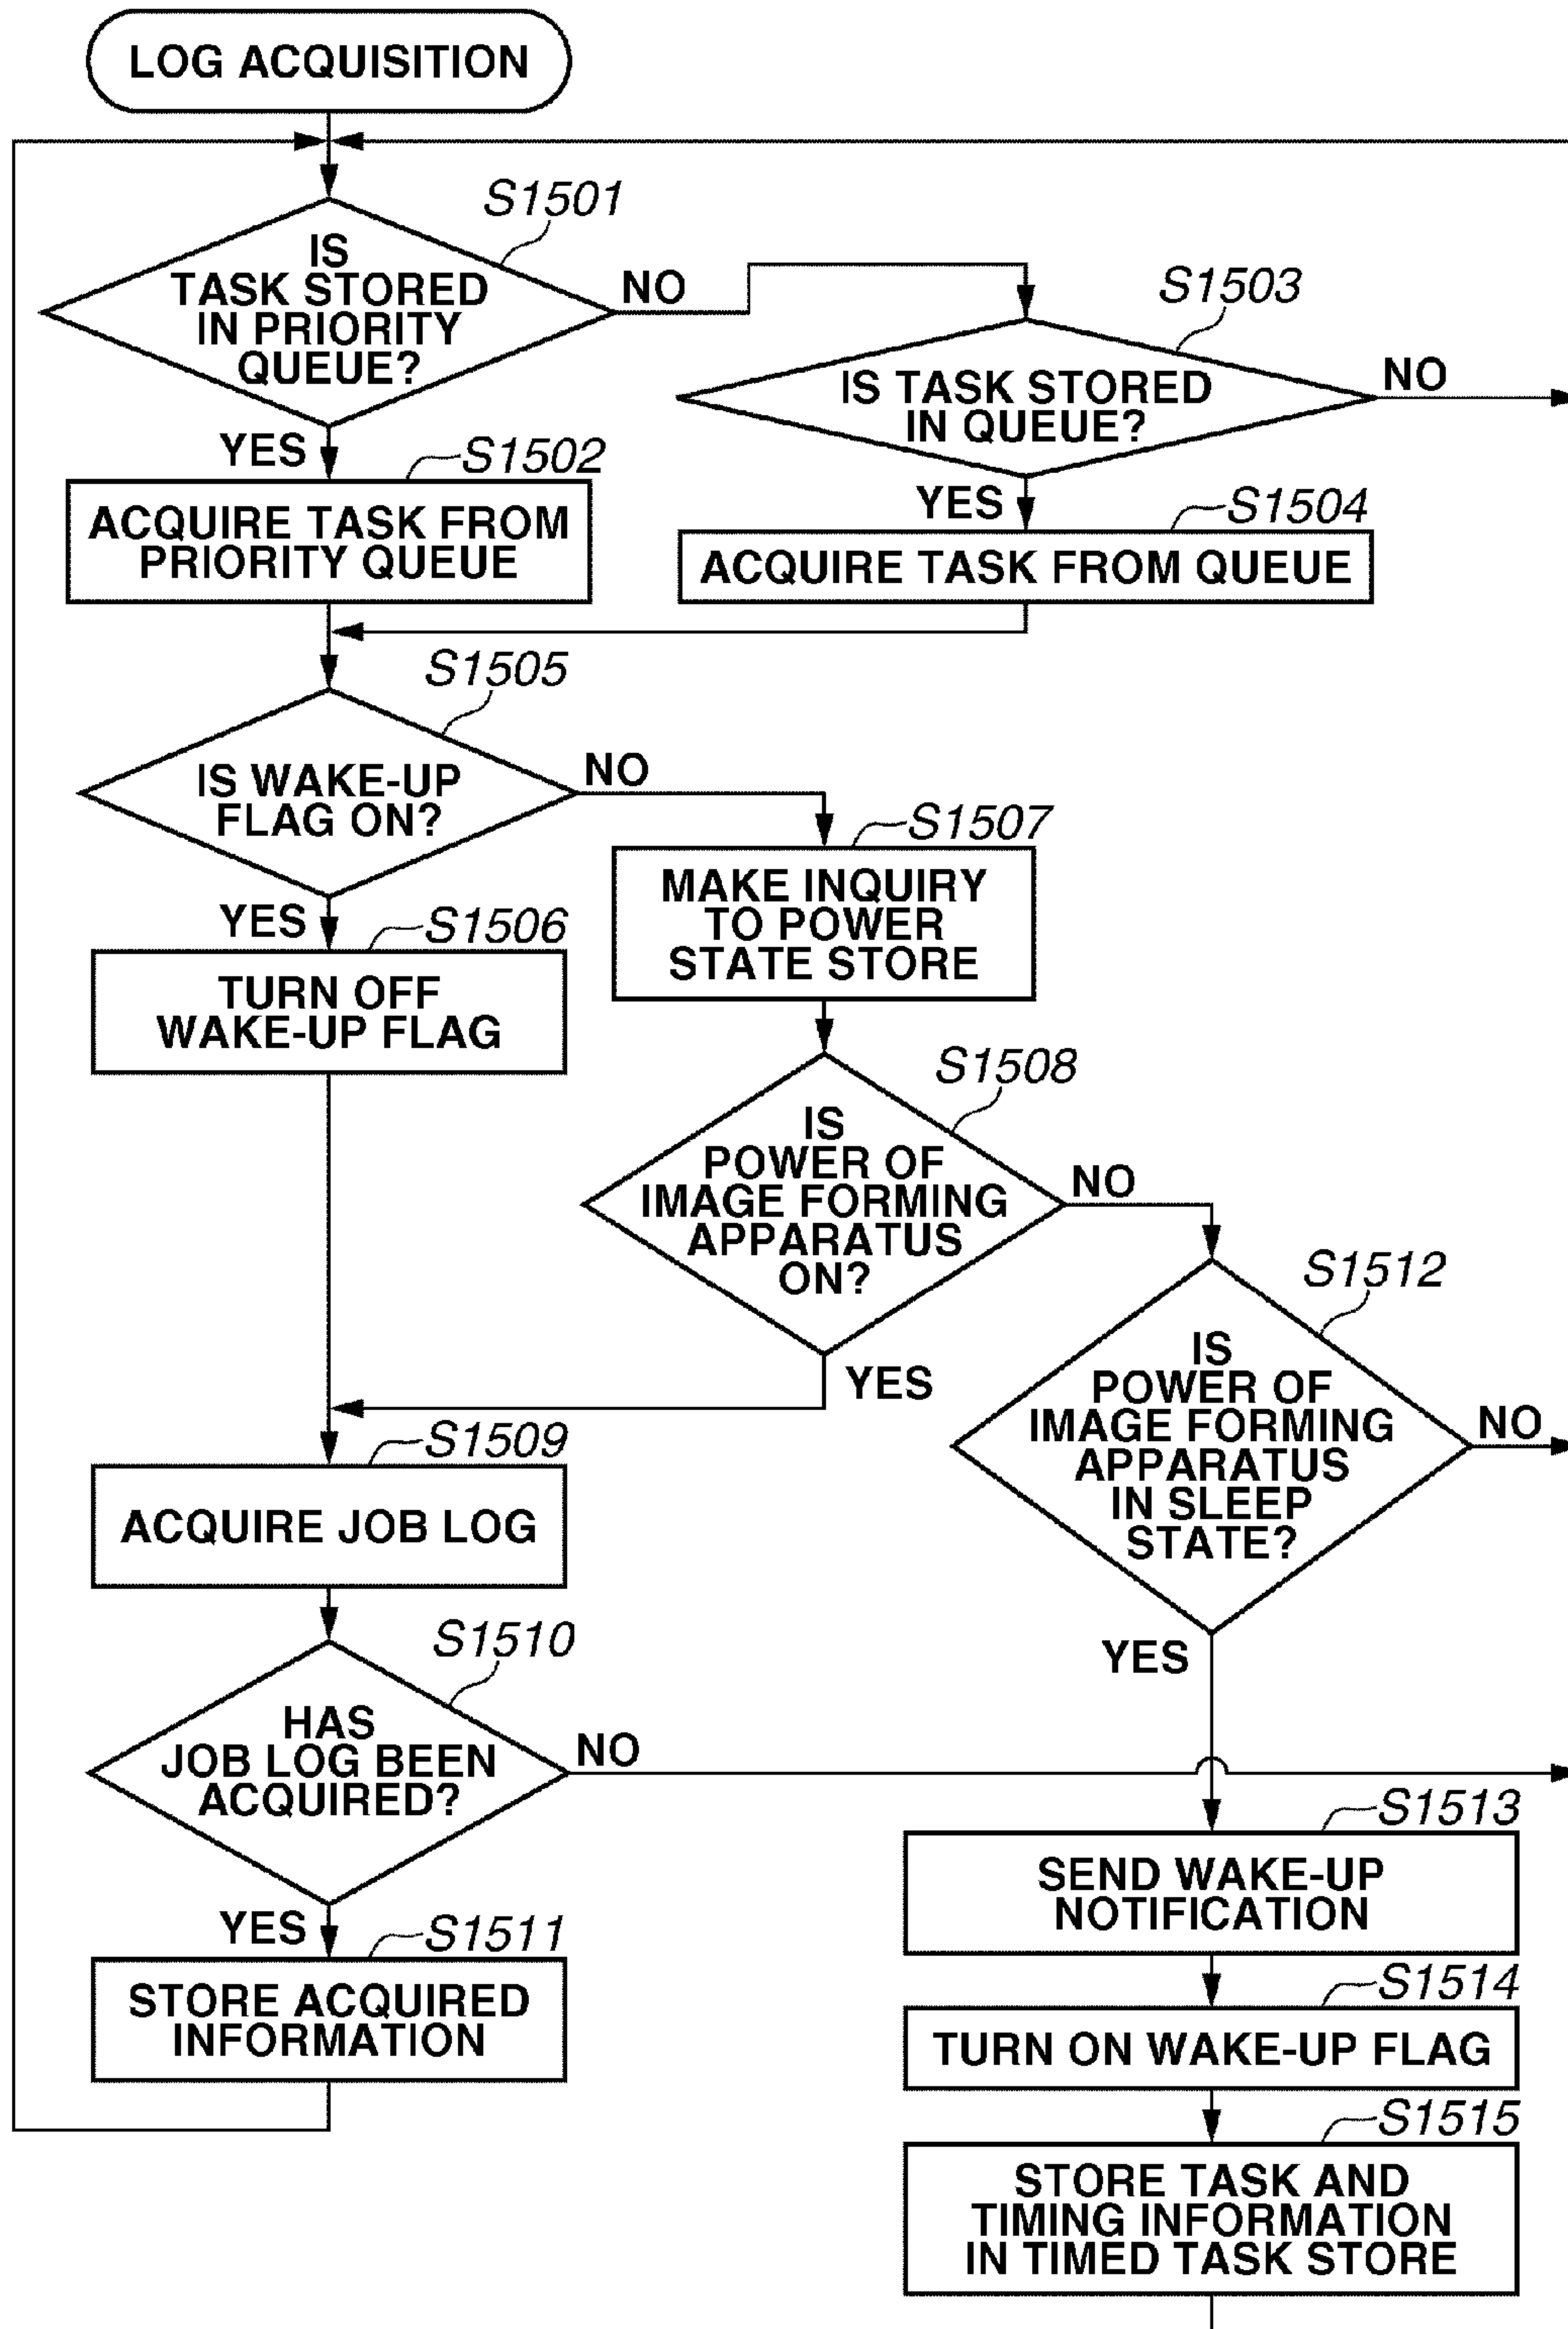 LOG ACQUISITION
S1501
IS
TASK STORED
IN PRIORITY
QUEUE?
NO
YES
S1503
IS TASK STORED
IN QUEUE?
NO
YES
S1502
ACQUIRE TASK FROM
PRIORITY QUEUE
S1504
ACQUIRE TASK FROM QUEUE
S1505
IS WAKE-UP
FLAG ON?
NO
YES
S1506
TURN OFF
WAKE-UP FLAG
S1507
MAKE INQUIRY
TO POWER
STATE STORE
S1508
IS
POWER OF
IMAGE FORMING
APPARATUS
ON?
NO
YES
S1512
IS
POWER OF
IMAGE FORMING
APPARATUS
IN SLEEP
STATE?
NO
YES
S1509
ACQUIRE JOB LOG
S1510
HAS
JOB LOG BEEN
ACQUIRED?
NO
YES
S1511
STORE ACQUIRED
INFORMATION
S1513
SEND WAKE-UP
NOTIFICATION
S1514
TURN ON WAKE-UP FLAG
S1515
STORE TASK AND
TIMING INFORMATION
IN TIMED TASK STORE